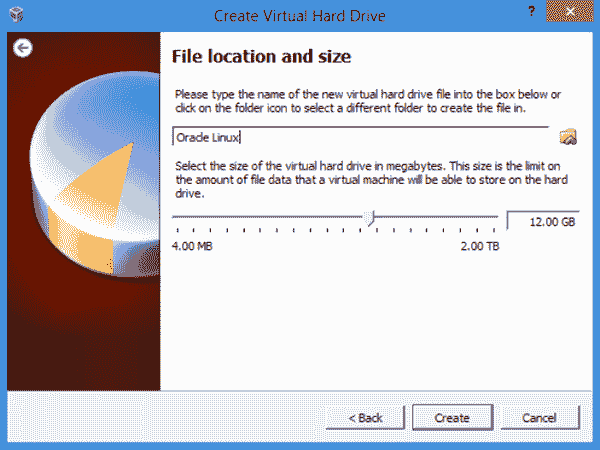 Create Virtual Hard Drive
?
File location and size
Please type the name of the new virtual hard drive file into the box below or
click on the folder icon to select a different folder to create the file in.
Oracle Linux
Select the size of the virtual hard drive in megabytes. This size is the limit on
the amount of file data that a virtual machine will be able to store on the hard
drive.
12.00 GB
4.00 MB 2.00 TB
< Back Create Cancel